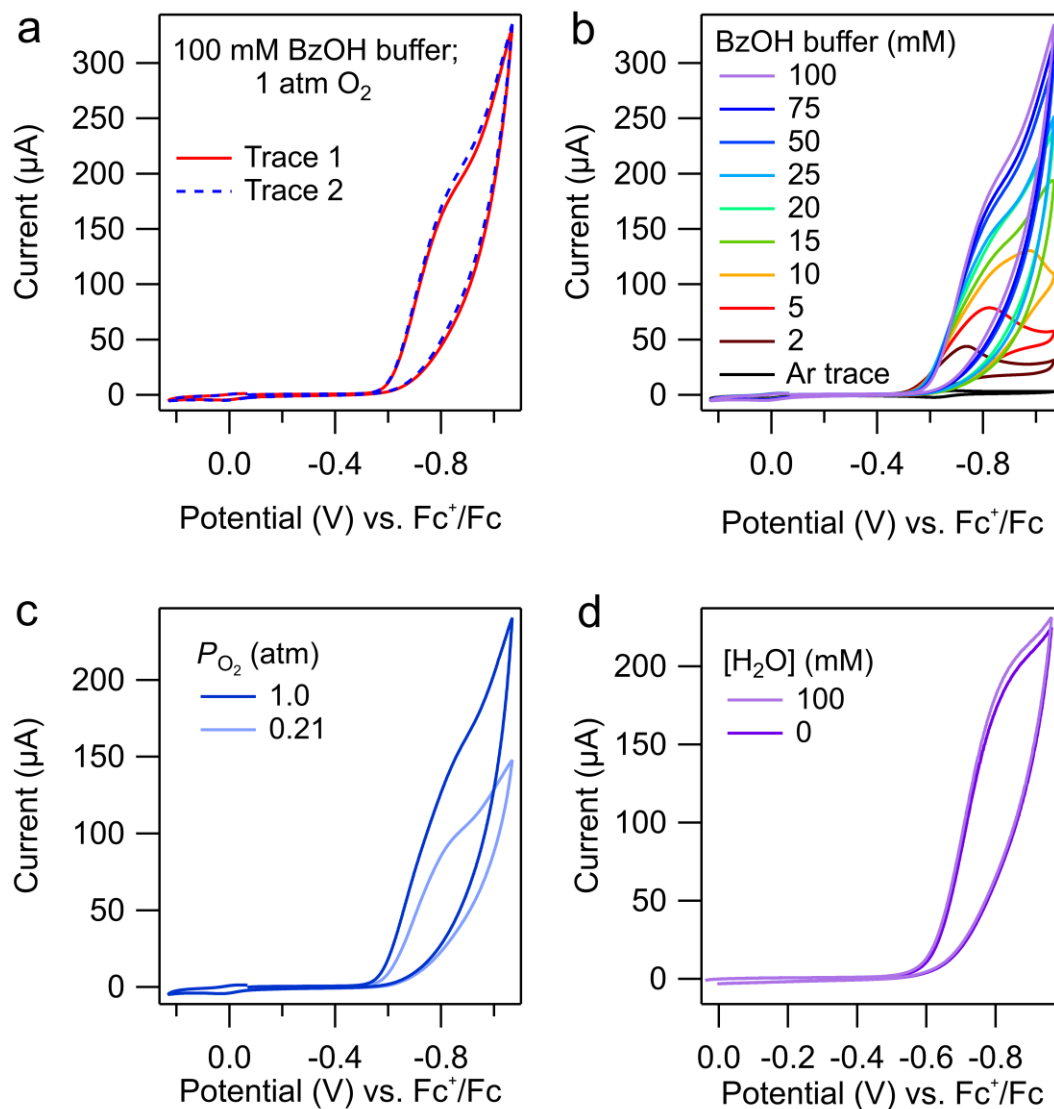 a
100 mM BzOH buffer;
1 atm O₂
Trace 1
Trace 2
300
250
200
150
100
50
0
Current (µA)
0.0 -0.4 -0.8
Potential (V) vs. Fc⁺/Fc
b
BzOH buffer (mM)
100
75
50
25
20
15
10
5
2
Ar trace
300
250
200
150
100
50
0
Current (µA)
0.0 -0.4 -0.8
Potential (V) vs. Fc⁺/Fc
c
P_O₂ (atm)
1.0
0.21
200
150
100
50
0
Current (µA)
0.0 -0.4 -0.8
Potential (V) vs. Fc⁺/Fc
d
[H₂O] (mM)
100
0
200
150
100
50
0
Current (µA)
0.0 -0.2 -0.4 -0.6 -0.8
Potential (V) vs. Fc⁺/Fc